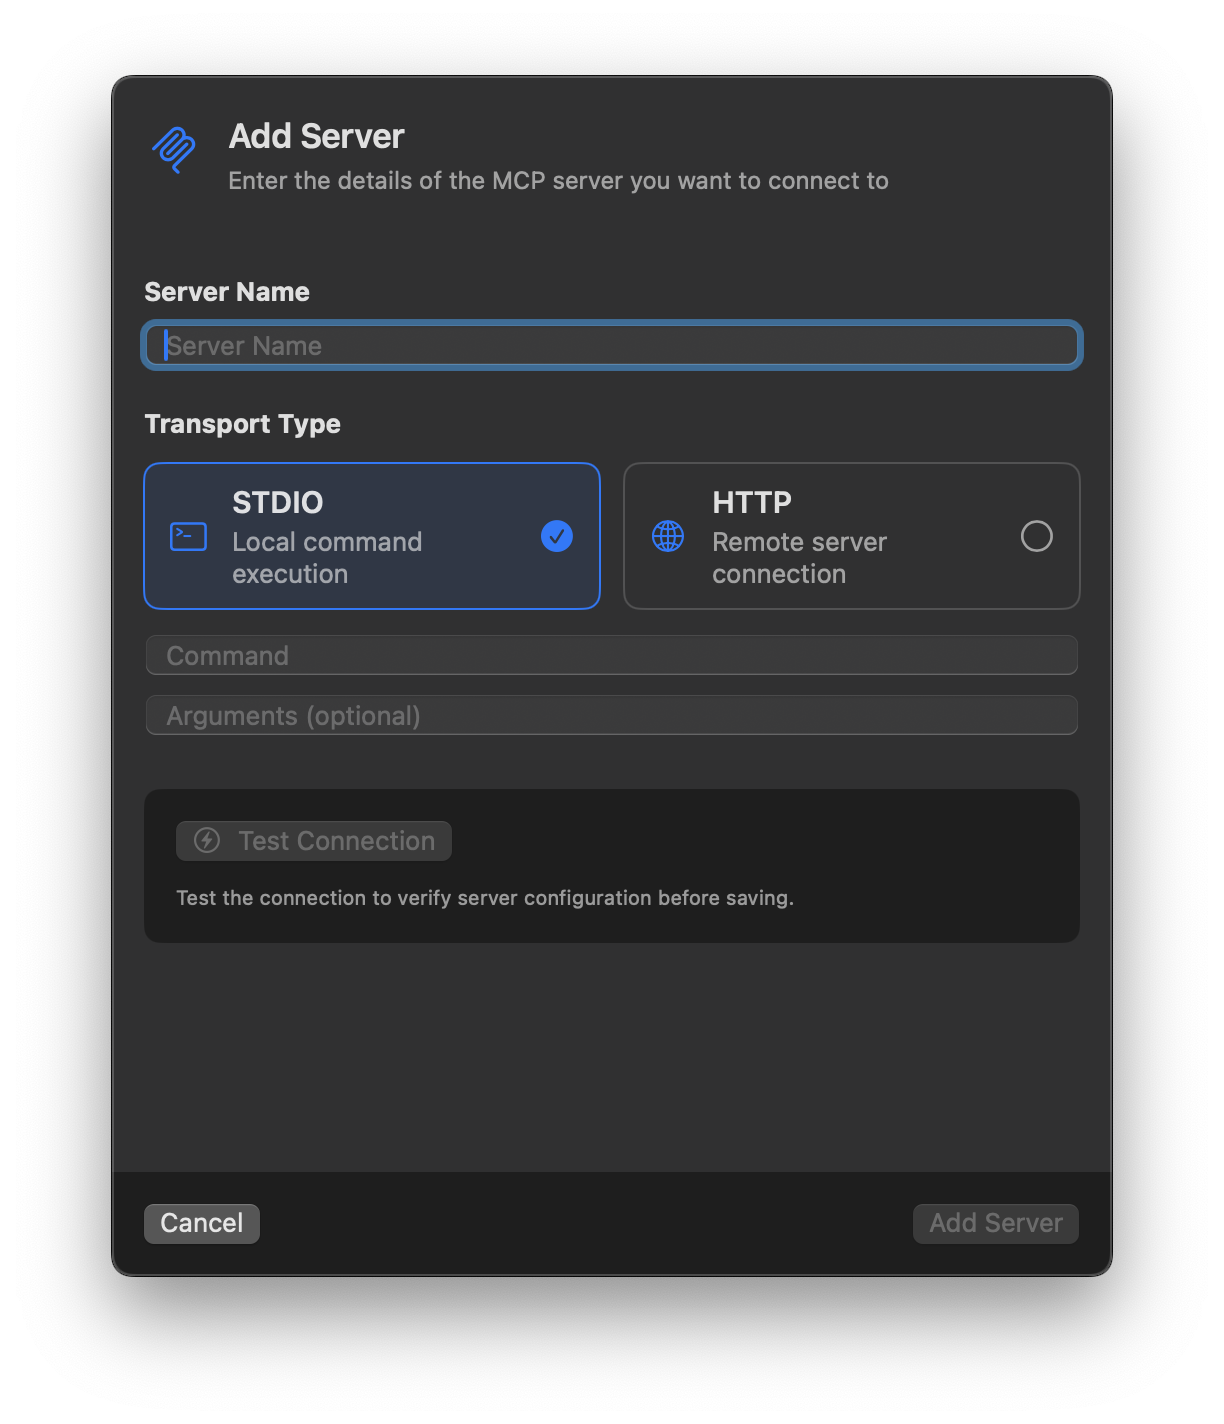 Add Server
Enter the details of the MCP server you want to connect to
Server Name
Server Name
Transport Type
STDIO
Local command
execution
HTTP
Remote server
connection
Command
Arguments (optional)
Test Connection
Test the connection to verify server configuration before saving.
Cancel
Add Server